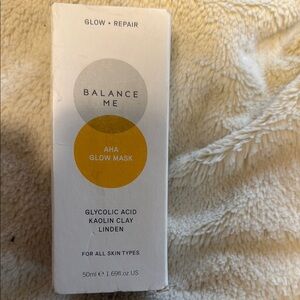 GLOW + REPAIR
BALANCE
ME
AHA
GLOW MASK
GLYCOLIC ACID
KAOLIN CLAY
LINDEN
FOR ALL SKIN TYPES
50ml ℮ 1.69fl.oz US